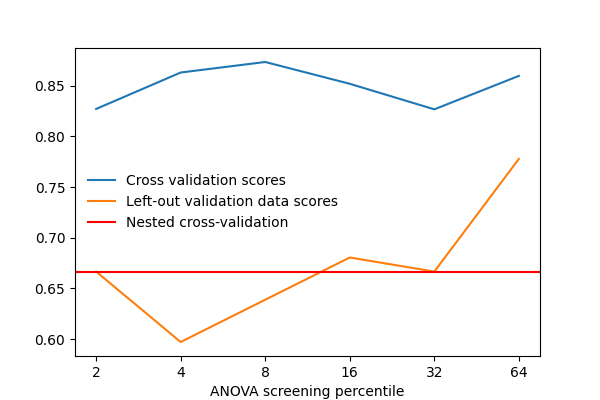 0.85
0.80
0.75
0.70
0.65
0.60
Cross validation scores
Left-out validation data scores
Nested cross-validation
2 4 8 16 32 64
ANOVA screening percentile